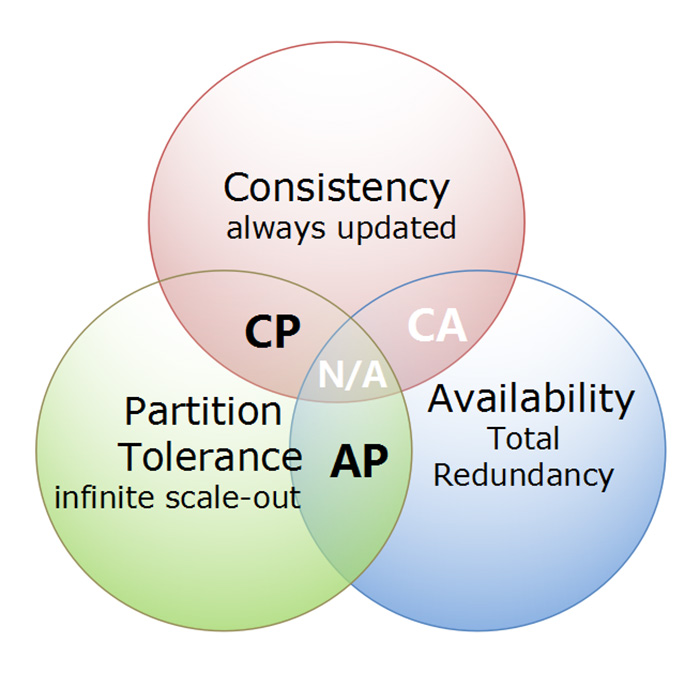 Consistency
always updated
CP
CA
N/A
Partition
Tolerance
infinite scale-out
AP
Availability
Total
Redundancy